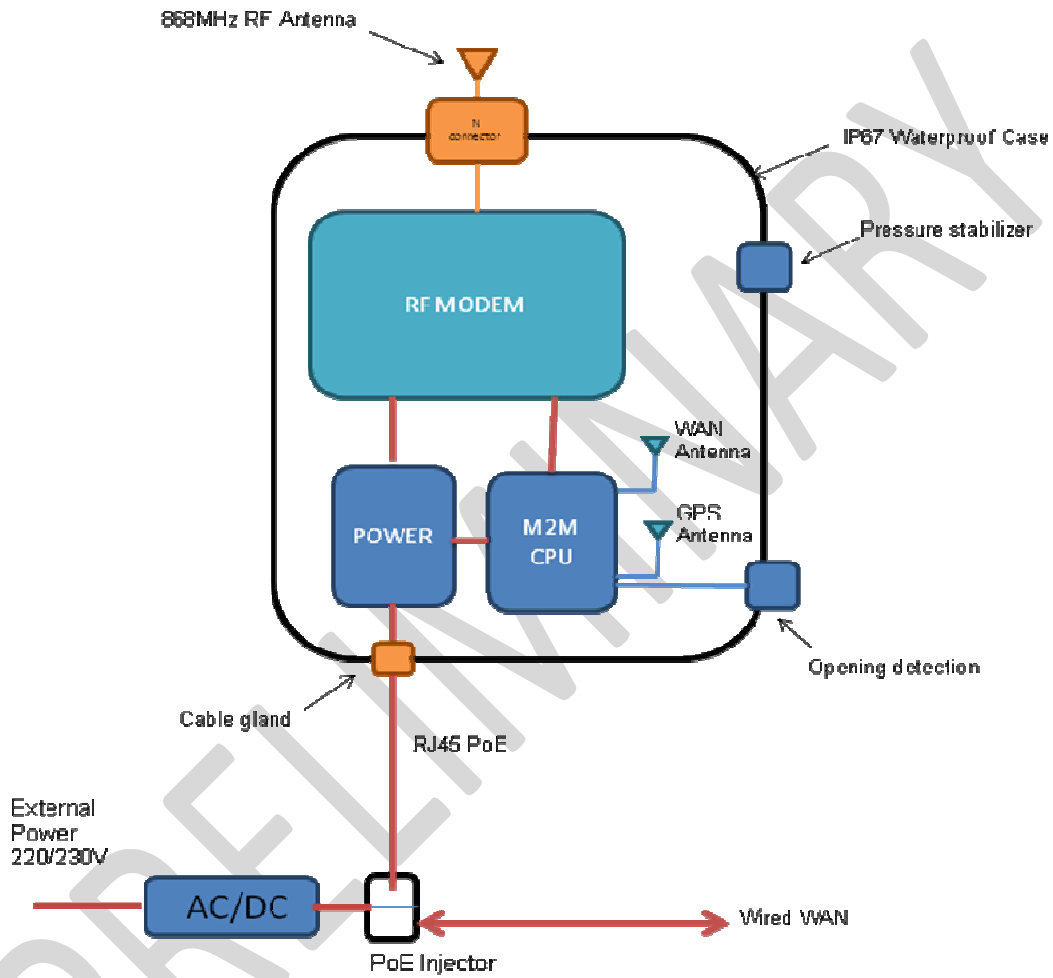 868MHz RF Antenna
N
connector
IP67 Waterproof Case
Pressure stabilizer
RF MODEM
WAN
Antenna
GPS
Antenna
POWER
M2M
CPU
Opening detection
Cable gland
RJ45 PoE
External
Power
220/230V
AC/DC
Wired WAN
PoE Injector
PRELIMINARY